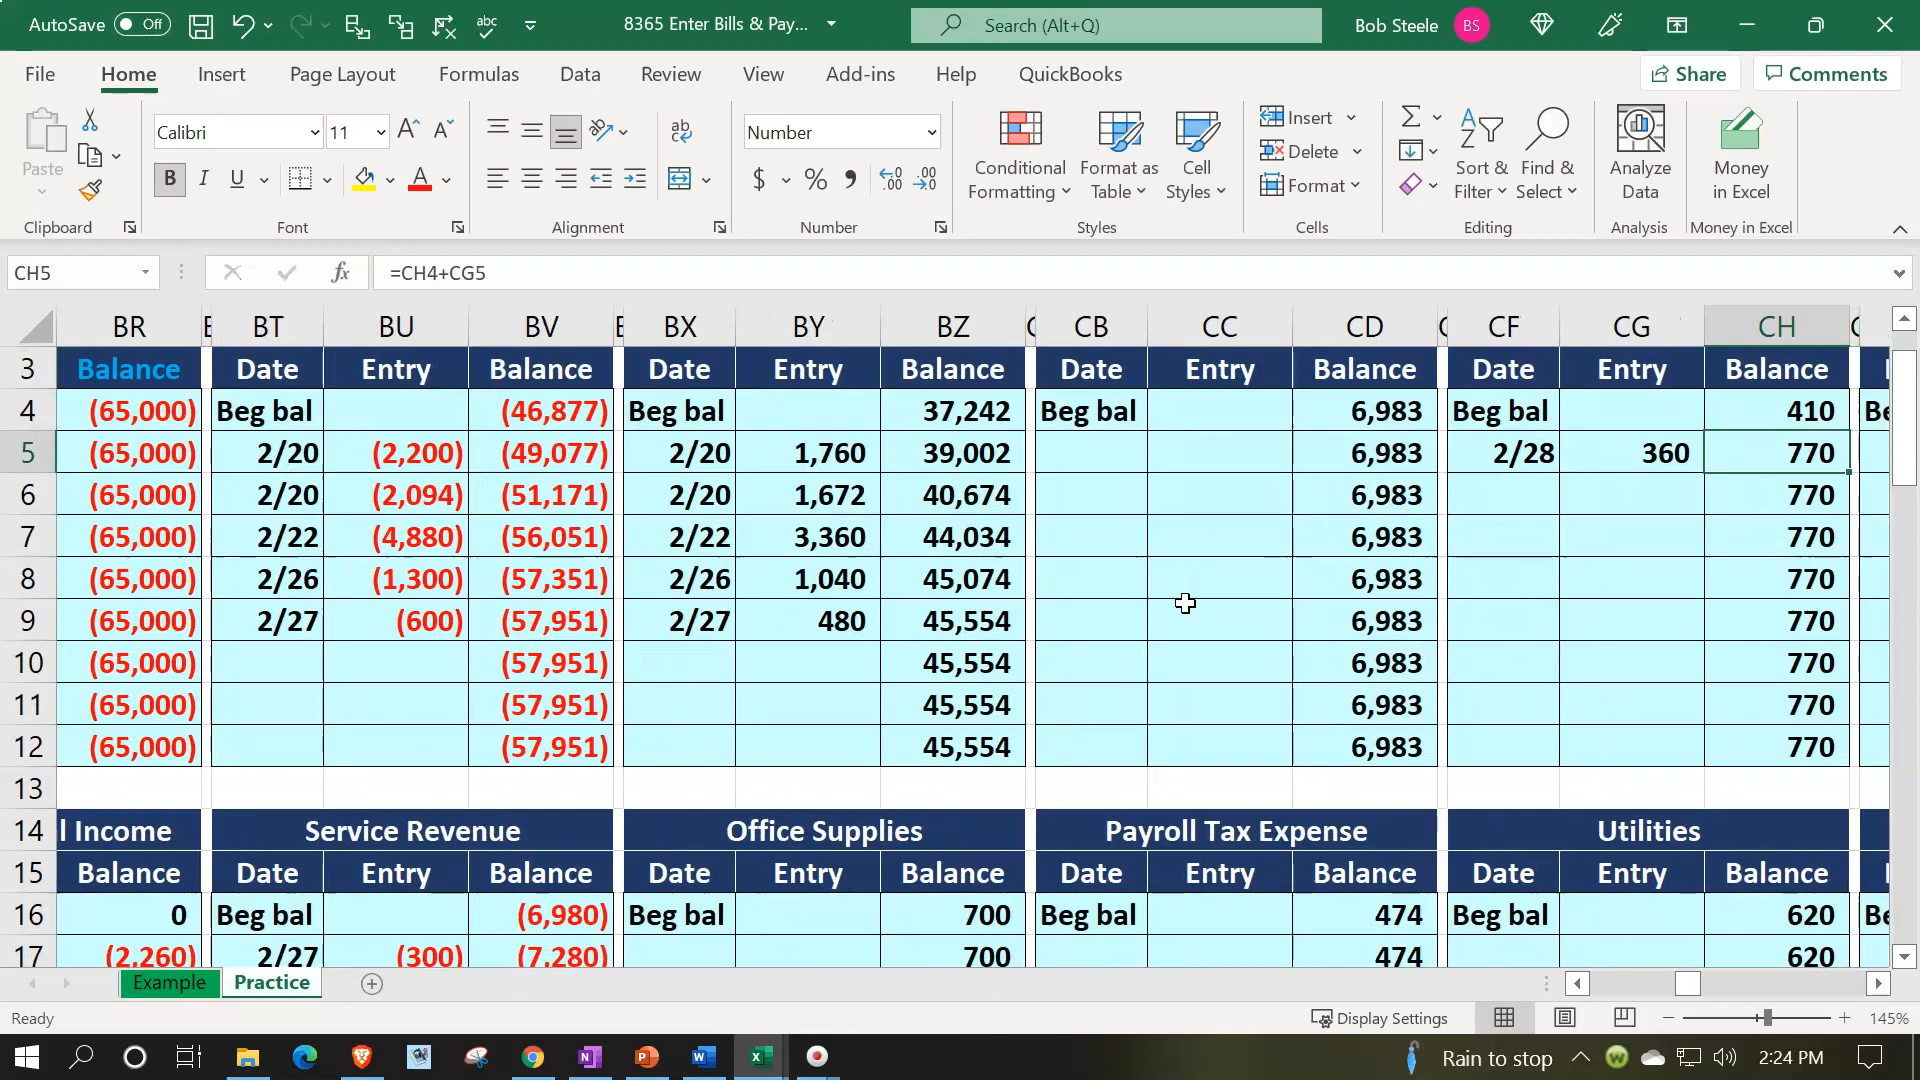 AutoSave Off 8365 Enter Bills & Pay... Search (Alt+Q) Bob Steele BS
File Home Insert Page Layout Formulas Data Review View Add-ins Help QuickBooks Share Comments
Paste Calibri 11 ab Number Conditional Formatting Format as Table Cell Styles Insert Delete Format Sort & Filter Find & Select Analyze Data Money in Excel
B I U A $ %
Clipboard Font Alignment Number Styles Cells Editing Analysis Money in Excel
CH5 fx =CH4+CG5
BR BT BU BV BX BY BZ CB CC CD CF CG CH
3 Balance Date Entry Balance Date Entry Balance Date Entry Balance Date Entry Balance
4 (65,000) Beg bal (46,877) Beg bal 37,242 Beg bal 6,983 Beg bal 410 Be
5 (65,000) 2/20 (2,200) (49,077) 2/20 1,760 39,002 6,983 2/28 360 770
6 (65,000) 2/20 (2,094) (51,171) 2/20 1,672 40,674 6,983 770
7 (65,000) 2/22 (4,880) (56,051) 2/22 3,360 44,034 6,983 770
8 (65,000) 2/26 (1,300) (57,351) 2/26 1,040 45,074 6,983 770
9 (65,000) 2/27 (600) (57,951) 2/27 480 45,554 6,983 770
10 (65,000) (57,951) 45,554 6,983 770
11 (65,000) (57,951) 45,554 6,983 770
12 (65,000) (57,951) 45,554 6,983 770
13
14 l Income Service Revenue Office Supplies Payroll Tax Expense Utilities
15 Balance Date Entry Balance Date Entry Balance Date Entry Balance Date Entry Balance
16 0 Beg bal (6,980) Beg bal 700 Beg bal 474 Beg bal 620 Be
17 (2,260) 2/27 (300) (7,280) 700 474 620
Example Practice
Ready Display Settings 145%
Rain to stop 2:24 PM